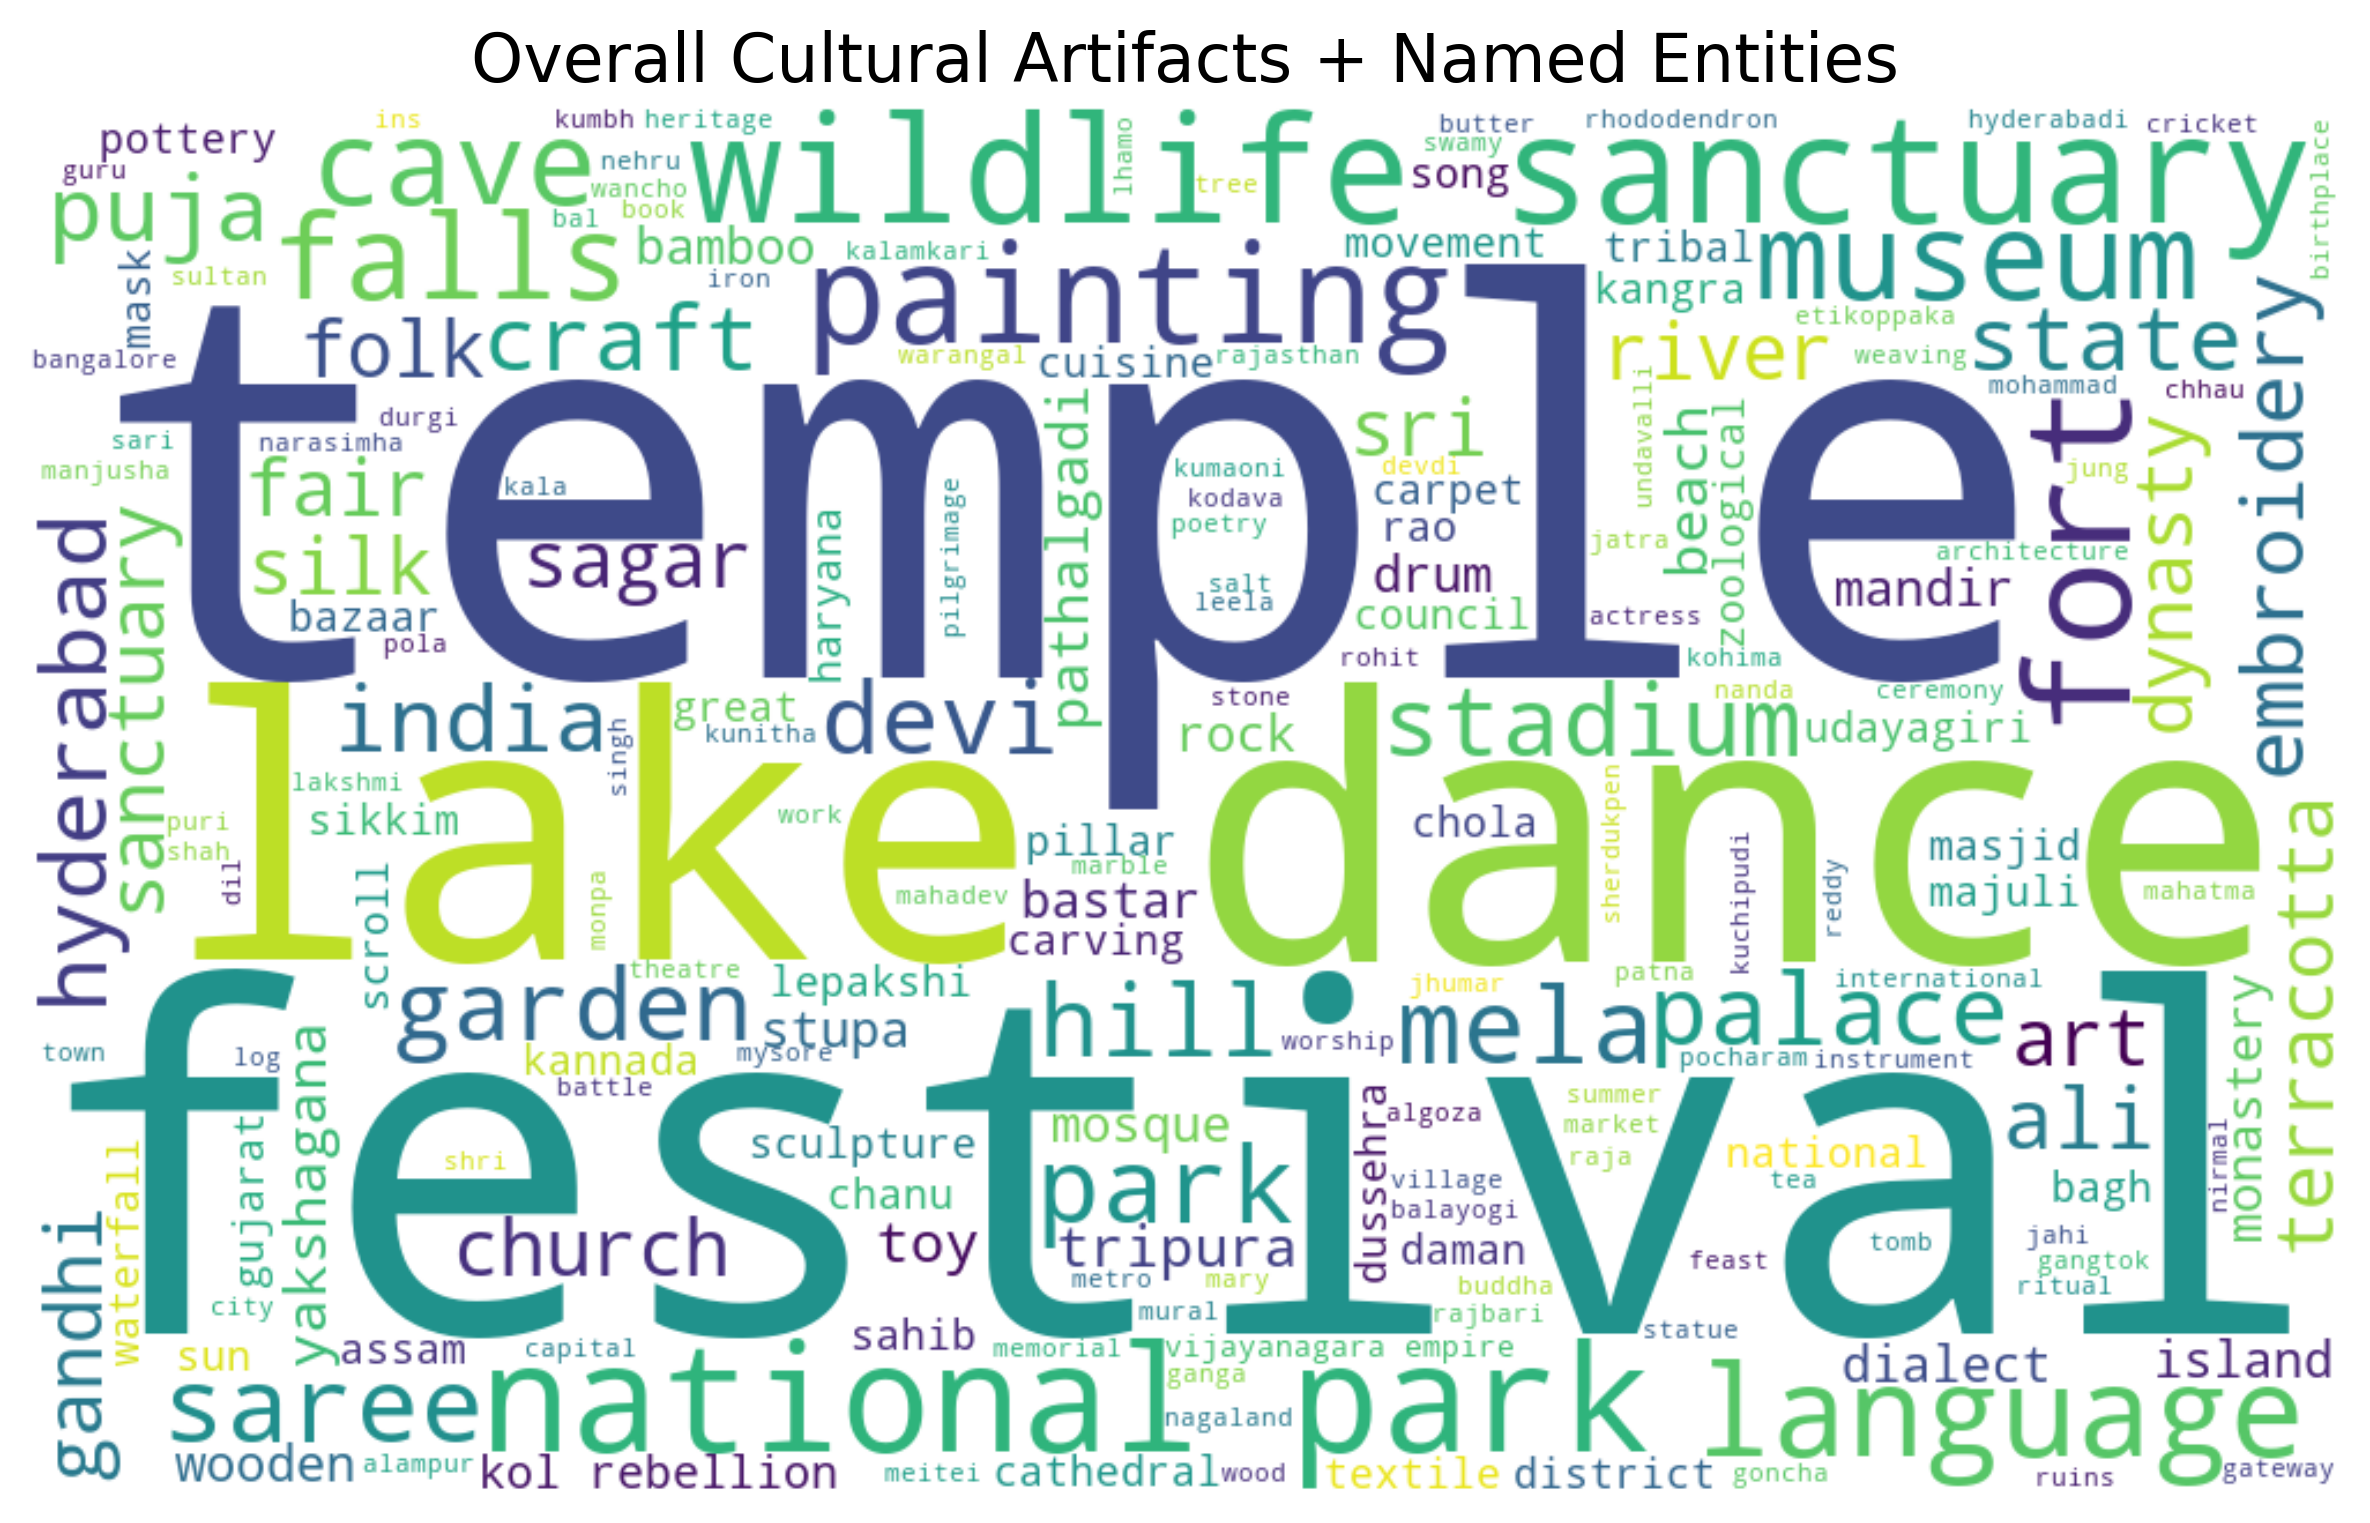 Overall Cultural Artifacts + Named Entities
ins
kumbh
heritage
butter
rhododendron
hyderabadi
cricket
pottery
cave
wildlife sanctuary
lhamo
swamy
song
birthplace
guru
nehru
wancho
tree
puja
book
bal
falls
bamboo
kalamkari
movement
tribal
museum
mask
sultan
iron
painting
kangra
embroidery
folk
craft
etikoppaka
state
bangalore
warangal
cuisine
rajasthan
river
weaving
mohammad
chhau
temple
durgi
sari
narasimha
sri
undavalli
beach
zoological
fort
dynasty
manjusha
fair
kala
pathalgadi
kumaoni
devdi
jung
carpet
kodava
pilgrimage
poetry
rao
hyderabad
sanctuary
silk
sagar
haryana
jatra
architecture
drum
mandir
salt
leela
bazaar
council
actress
pola
rohit
kohima
india
great
devi
stone
stadium
nanda
ceremony
kunitha
singh
rock
udayagiri
lake
dance
lakshmi
sikkim
work
pillar
chola
sherdukpen
masjid
terracotta
puri
shah
dil
marble
kuchipudi
reddy
majuli
mahatma
scroll
monpa
mahadev
bastar
carving
theatre
lepakshi
jhumar
patna
international
festival
garden
stupa
hill
mela
palace
art
monastery
town
log
kannada
mysore
worship
pocharam
instrument
battle
yakshagana
summer
algoza
mosque
dussehra
market
ali
gujarat
sculpture
park
national
nirmal
waterfall
shri
raja
village
tea
bagh
chanu
balayogi
gandhi
church
toy
tripura
daman
feast
tomb
jahi
gangtok
metro
mary
buddha
ritual
city
mural
rajbari
sahib
statue
sun
assam
capital
memorial
vijayanagara empire
dialect
island
saree
national park
ganga
language
nagaland
wooden
alampur
kol rebellion
meitei
cathedral
wood
textile
district
goncha
ruins
gateway